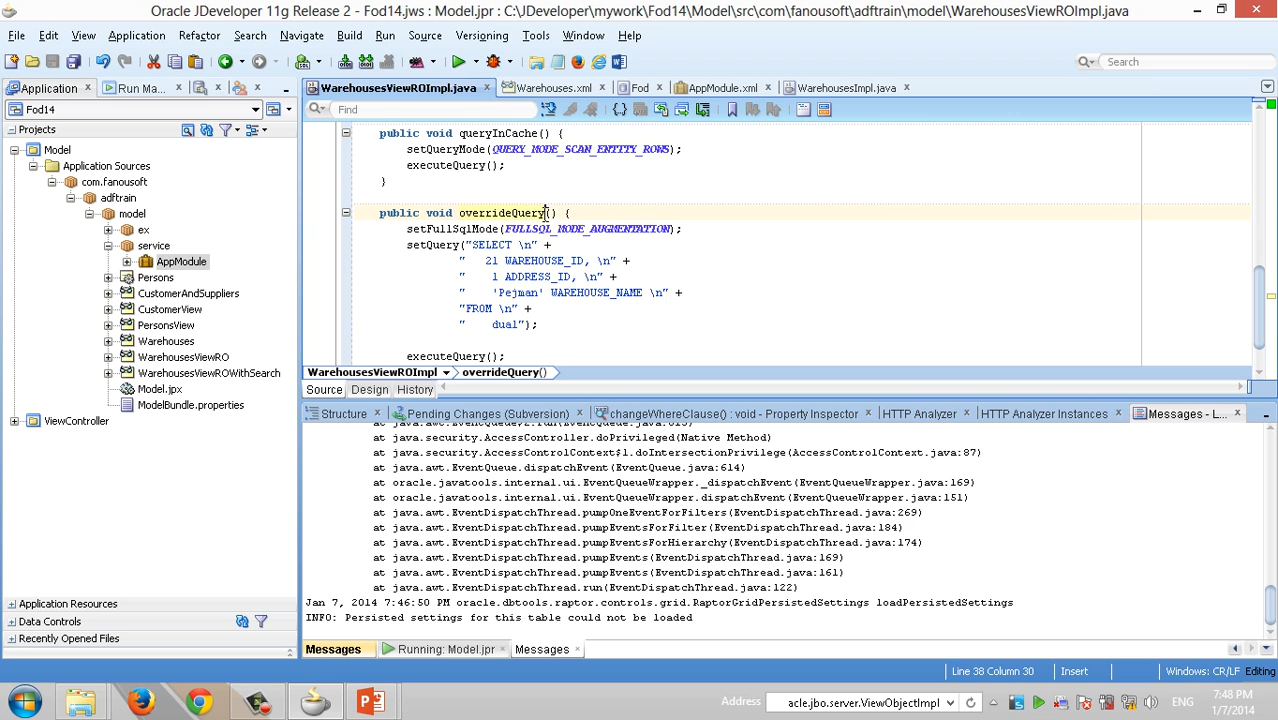 Oracle JDeveloper 11g Release 2 - Fod14.jws : Model.jpr : C:\JDeveloper\mywork\Fod14\Model\src\com\fanousoft\adftrain\model\WarehousesViewROImpl.java
File Edit View Application Refactor Search Navigate Build Run Source Versioning Tools Window Help
Search
Application Run Ma...
Fod14
Projects
Model
Application Sources
com.fanousoft
adftrain
model
ex
service
AppModule
Persons
CustomerAndSuppliers
CustomerView
PersonsView
Warehouses
WarehousesViewRO
WarehousesViewROWithSearch
Model.jpx
ModelBundle.properties
ViewController
Application Resources
Data Controls
Recently Opened Files
WarehousesViewROImpl.java Warehouses.xml Fod AppModule.xml WarehousesImpl.java
Find
public void queryInCache() {
setQueryMode(QUERY_MODE_SCAN_ENTITY_ROWS);
executeQuery();
}
public void overrideQuery() {
setFullSqlMode(FULLSQL_MODE_AUGMENTATION);
setQuery("SELECT \n" +
"   21 WAREHOUSE_ID, \n" +
"    1 ADDRESS_ID, \n" +
"    'Pejman' WAREHOUSE_NAME \n" +
"FROM \n" +
"    dual");
executeQuery();
WarehousesViewROImpl overrideQuery()
Source Design History
Structure Pending Changes (Subversion) changeWhereClause() : void - Property Inspector HTTP Analyzer HTTP Analyzer Instances Messages - L...
at java.security.AccessController.doPrivileged(Native Method)
at java.security.AccessControlContext$1.doIntersectionPrivilege(AccessControlContext.java:87)
at java.awt.EventQueue.dispatchEvent(EventQueue.java:614)
at oracle.javatools.internal.ui.EventQueueWrapper._dispatchEvent(EventQueueWrapper.java:169)
at oracle.javatools.internal.ui.EventQueueWrapper.dispatchEvent(EventQueueWrapper.java:151)
at java.awt.EventDispatchThread.pumpOneEventForFilters(EventDispatchThread.java:269)
at java.awt.EventDispatchThread.pumpEventsForFilter(EventDispatchThread.java:184)
at java.awt.EventDispatchThread.pumpEventsForHierarchy(EventDispatchThread.java:174)
at java.awt.EventDispatchThread.pumpEvents(EventDispatchThread.java:169)
at java.awt.EventDispatchThread.pumpEvents(EventDispatchThread.java:161)
at java.awt.EventDispatchThread.run(EventDispatchThread.java:122)
Jan 7, 2014 7:46:50 PM oracle.dbtools.raptor.controls.grid.RaptorGridPersistedSettings loadPersistedSettings
INFO: Persisted settings for this table could not be loaded
Messages Running: Model.jpr Messages
Line 38 Column 30 Insert Windows: CR/LF Editing
Address acle.jbo.server.ViewObjectImpl ENG 7:48 PM
1/7/2014